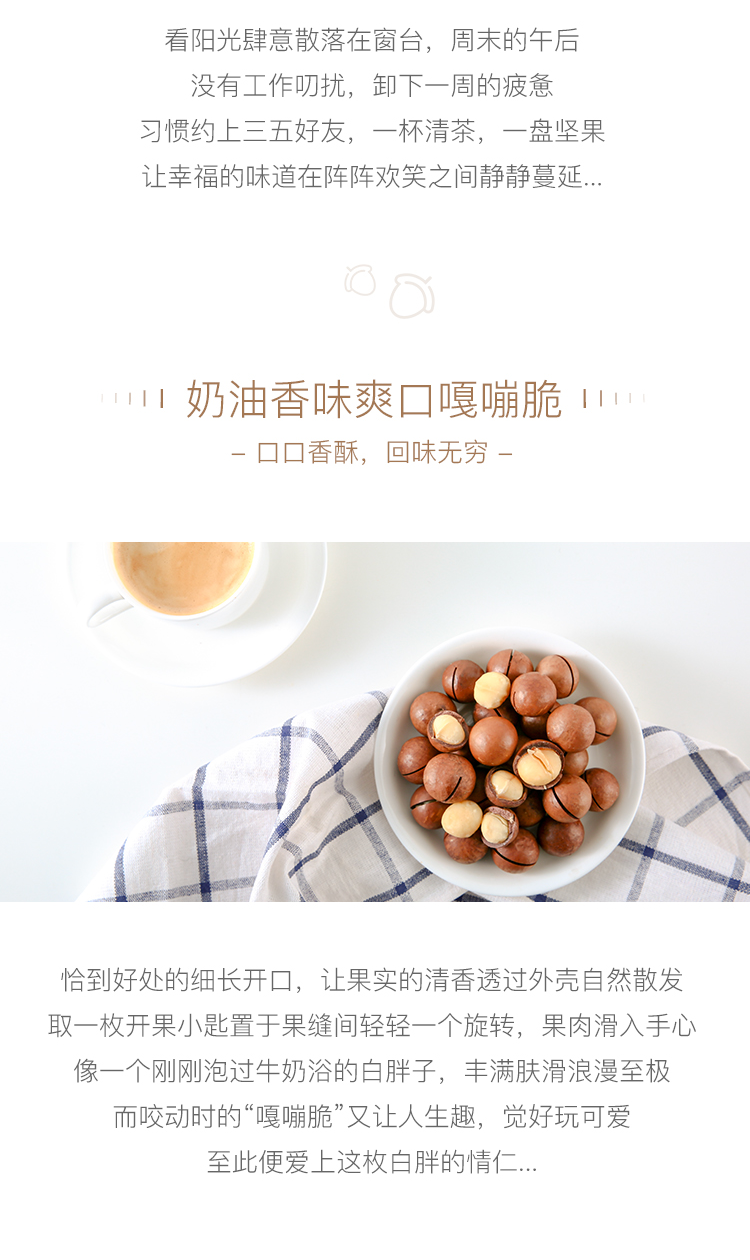 看阳光肆意散落在窗台，周末的午后
没有工作叨扰，卸下一周的疲惫
习惯约上三五好友，一杯清茶，一盘坚果
让幸福的味道在阵阵欢笑之间静静蔓延...
奶油香味爽口嘎嘣脆
– 口口香酥，回味无穷 –
恰到好处的细长开口，让果实的清香透过外壳自然散发
取一枚开果小匙置于果缝间轻轻一个旋转，果肉滑入手心
像一个刚刚泡过牛奶浴的白胖子，丰满肤滑浪漫至极
而咬动时的“嘎嘣脆”又让人生趣，觉好玩可爱
至此便爱上这枚白胖的情仁...